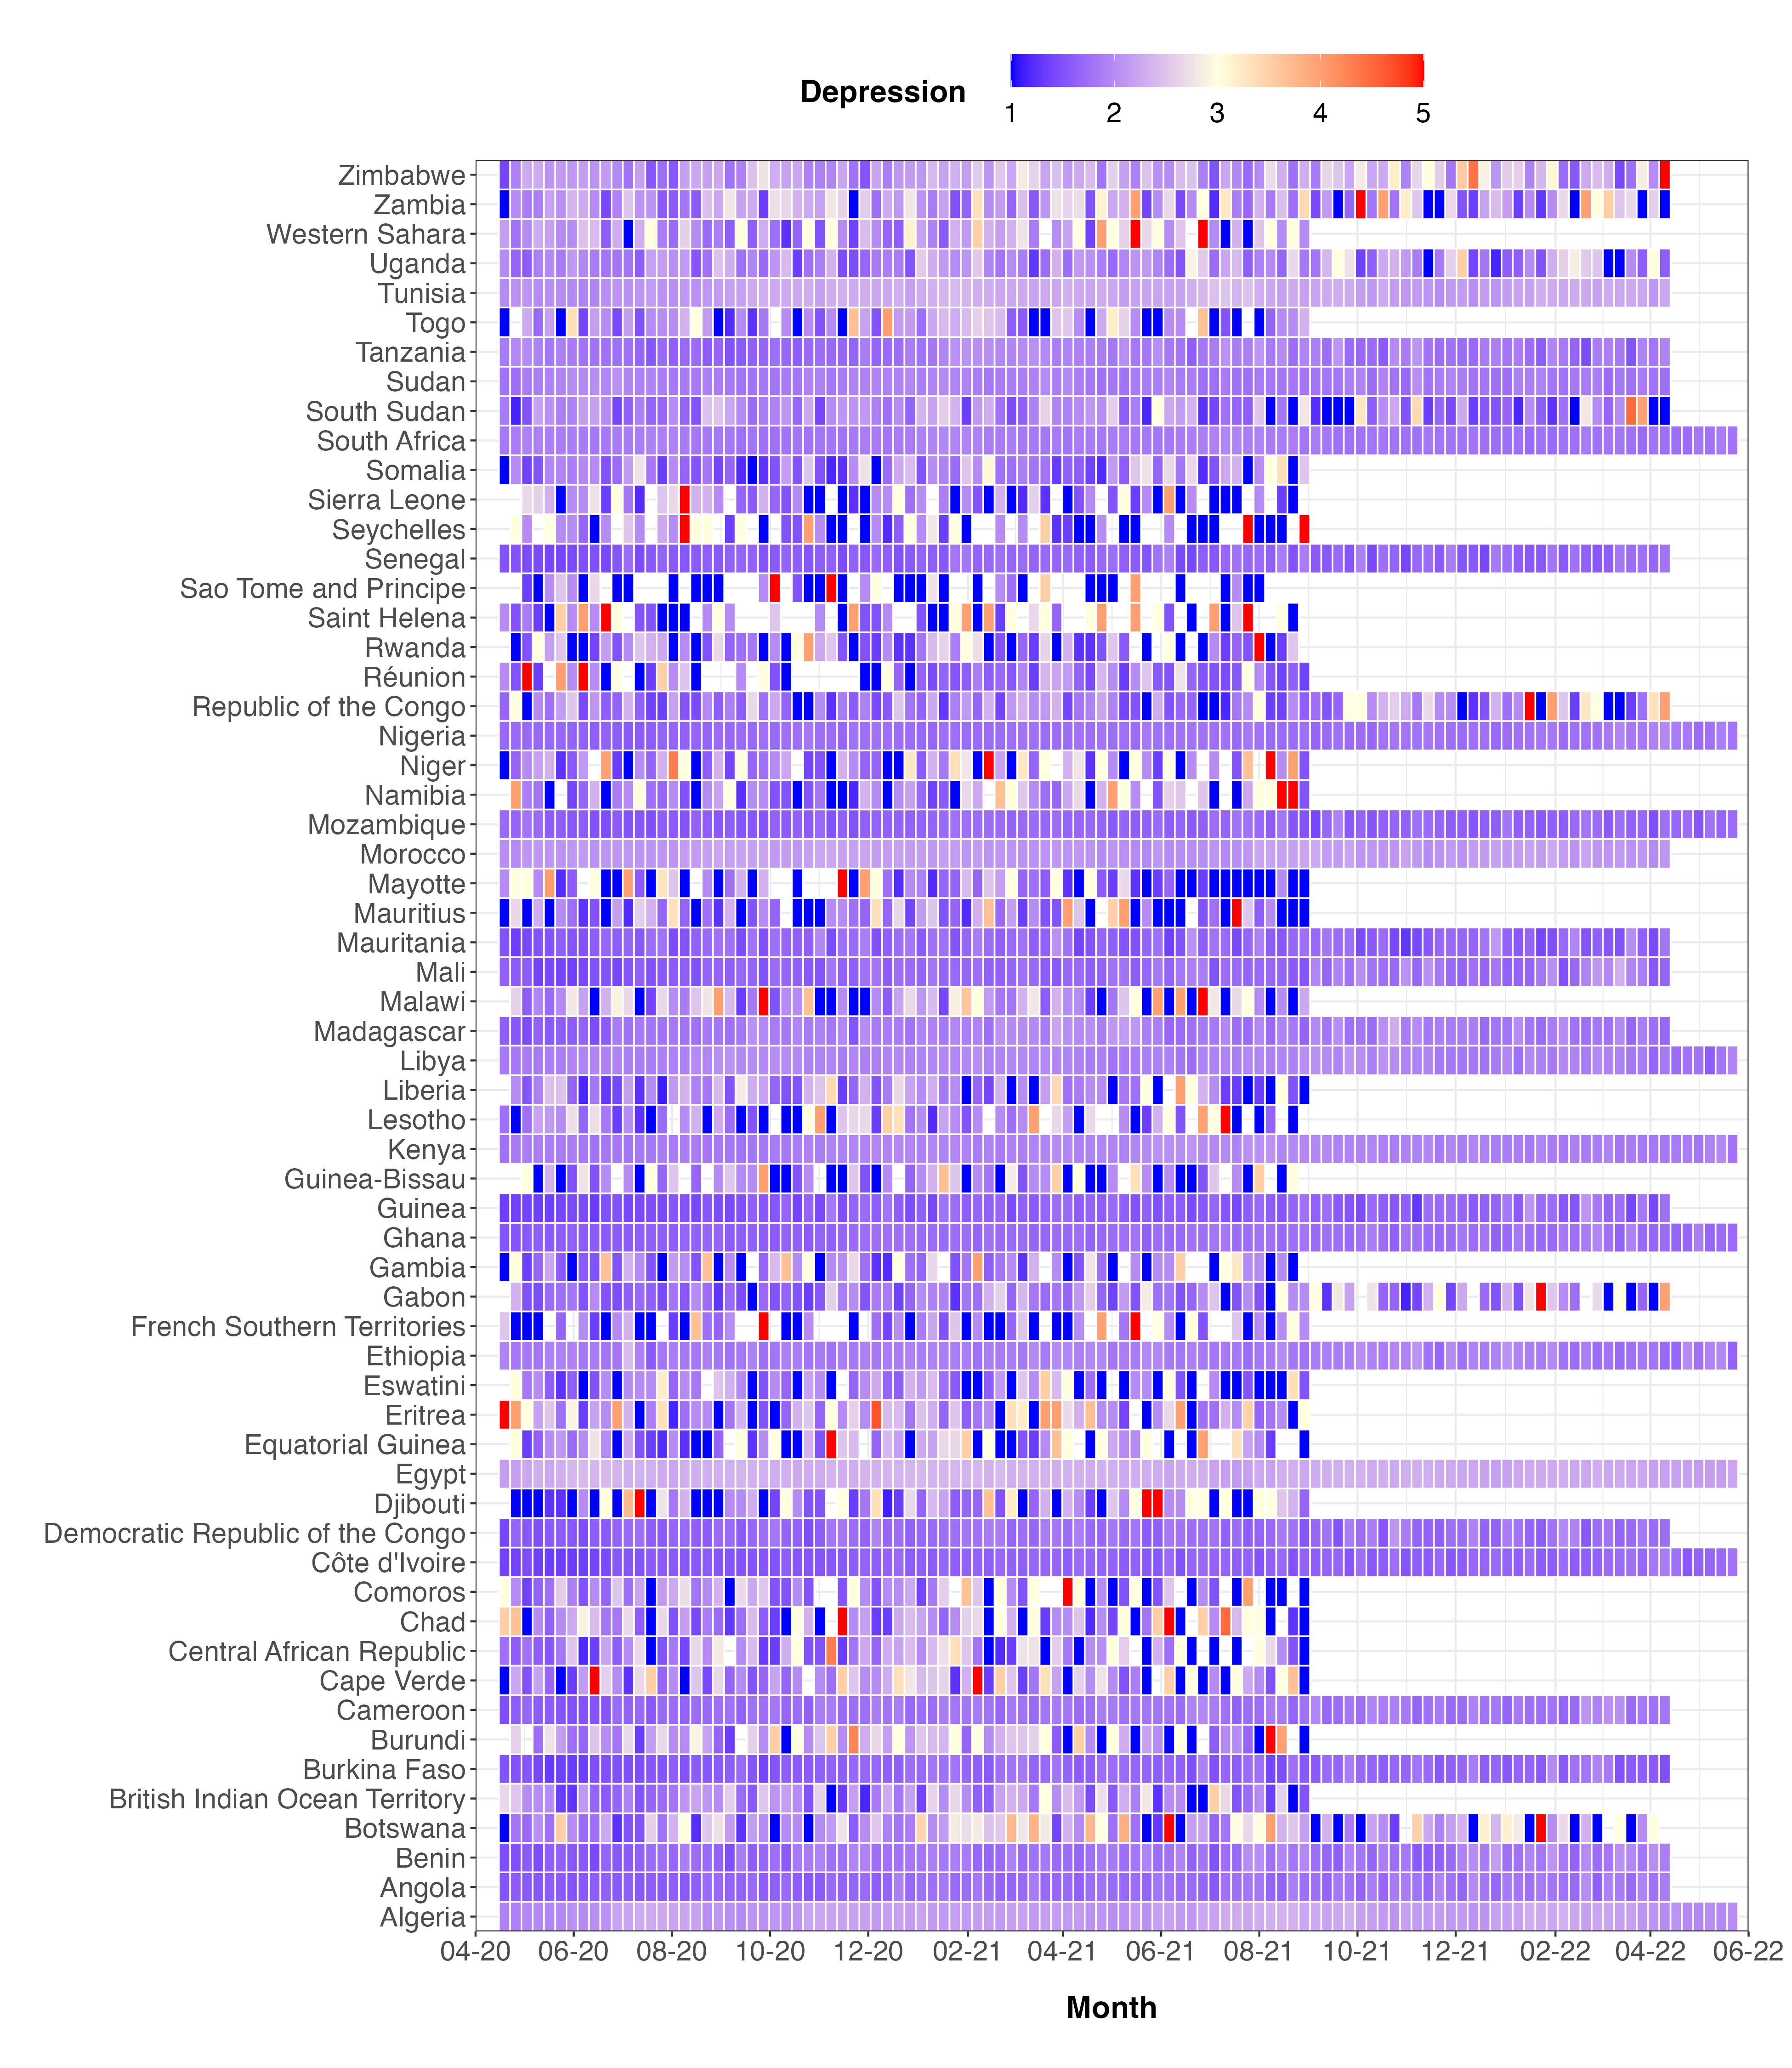 Depression
1 2 3 4 5
Zimbabwe
Zambia
Western Sahara
Uganda
Tunisia
Togo
Tanzania
Sudan
South Sudan
South Africa
Somalia
Sierra Leone
Seychelles
Senegal
Sao Tome and Principe
Saint Helena
Rwanda
Réunion
Republic of the Congo
Nigeria
Niger
Namibia
Mozambique
Morocco
Mayotte
Mauritius
Mauritania
Mali
Malawi
Madagascar
Libya
Liberia
Lesotho
Kenya
Guinea-Bissau
Guinea
Ghana
Gambia
Gabon
French Southern Territories
Ethiopia
Eswatini
Eritrea
Equatorial Guinea
Egypt
Djibouti
Democratic Republic of the Congo
Côte d'Ivoire
Comoros
Chad
Central African Republic
Cape Verde
Cameroon
Burundi
Burkina Faso
British Indian Ocean Territory
Botswana
Benin
Angola
Algeria
04-20 06-20 08-20 10-20 12-20 02-21 04-21 06-21 08-21 10-21 12-21 02-22 04-22 06-22
Month